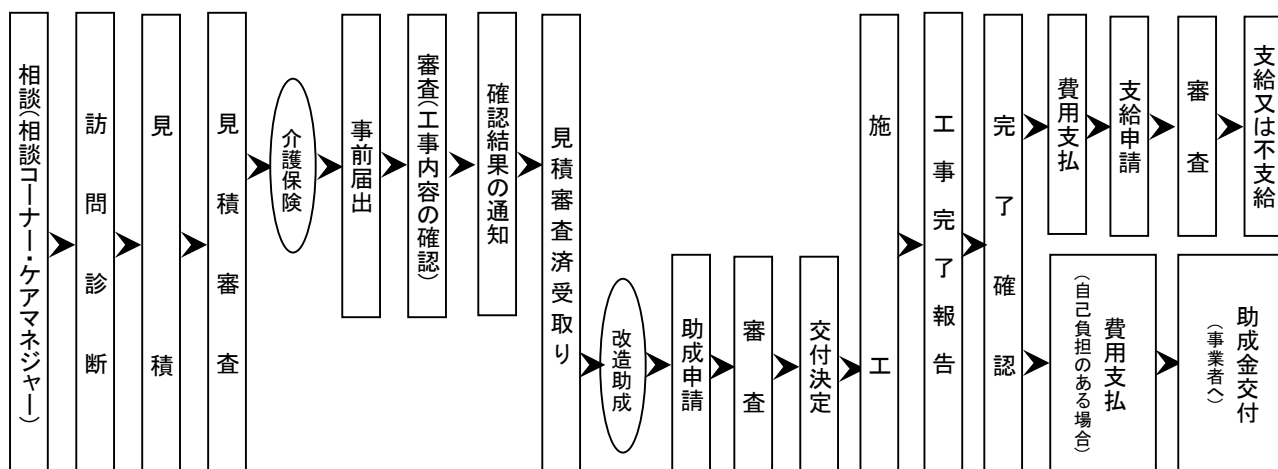 相談(相談コーナー・ケアマネジャー)
訪問診断
見積
見積審査
介護保険
事前届出
審査(工事内容の確認)
確認結果の通知
見積審査済受取り
改造助成
助成申請
審査
交付決定
施工
工事完了報告
完了確認
費用支払
支給申請
審査
支給又は不支給
費用支払
(自己負担のある場合)
助成金交付
(事業者へ)